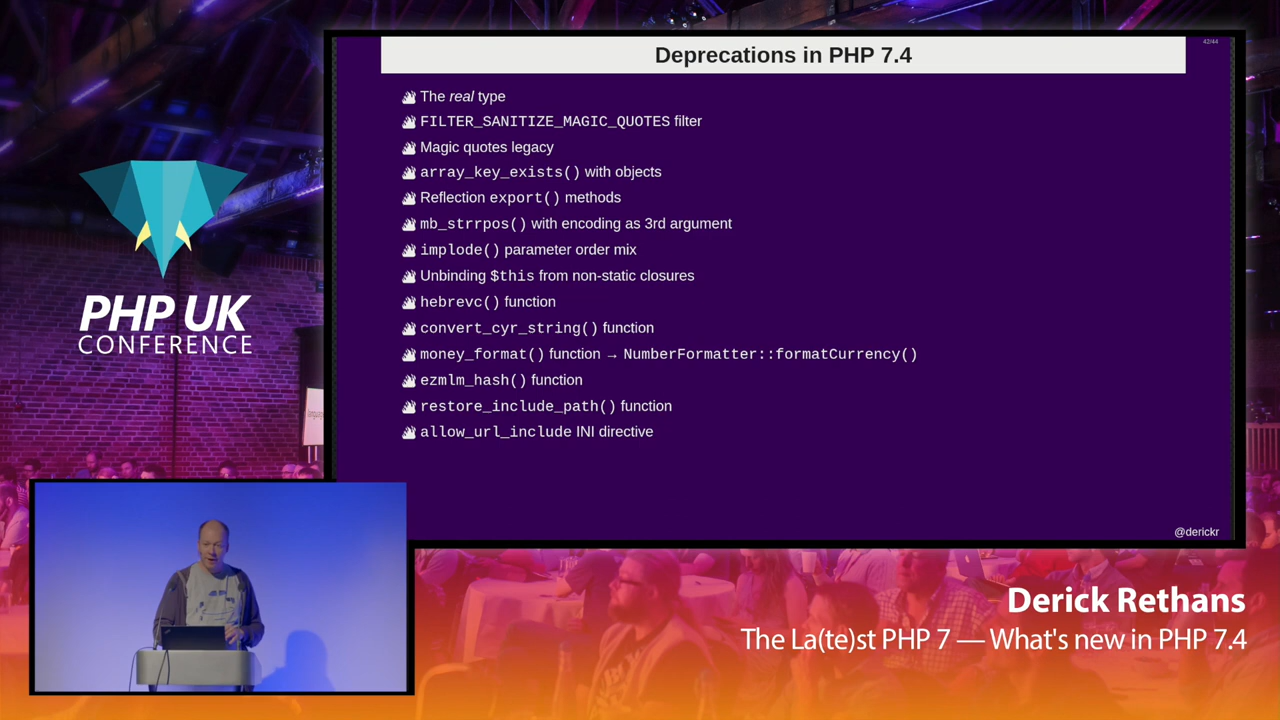 Deprecations in PHP 7.4
42/44
The real type
FILTER_SANITIZE_MAGIC_QUOTES filter
Magic quotes legacy
array_key_exists() with objects
Reflection export() methods
mb_strrpos() with encoding as 3rd argument
implode() parameter order mix
Unbinding $this from non-static closures
hebrevc() function
convert_cyr_string() function
money_format() function → NumberFormatter::formatCurrency()
ezmlm_hash() function
restore_include_path() function
allow_url_include INI directive
@derickr
PHP UK
CONFERENCE
Derick Rethans
The La(te)st PHP 7 — What's new in PHP 7.4